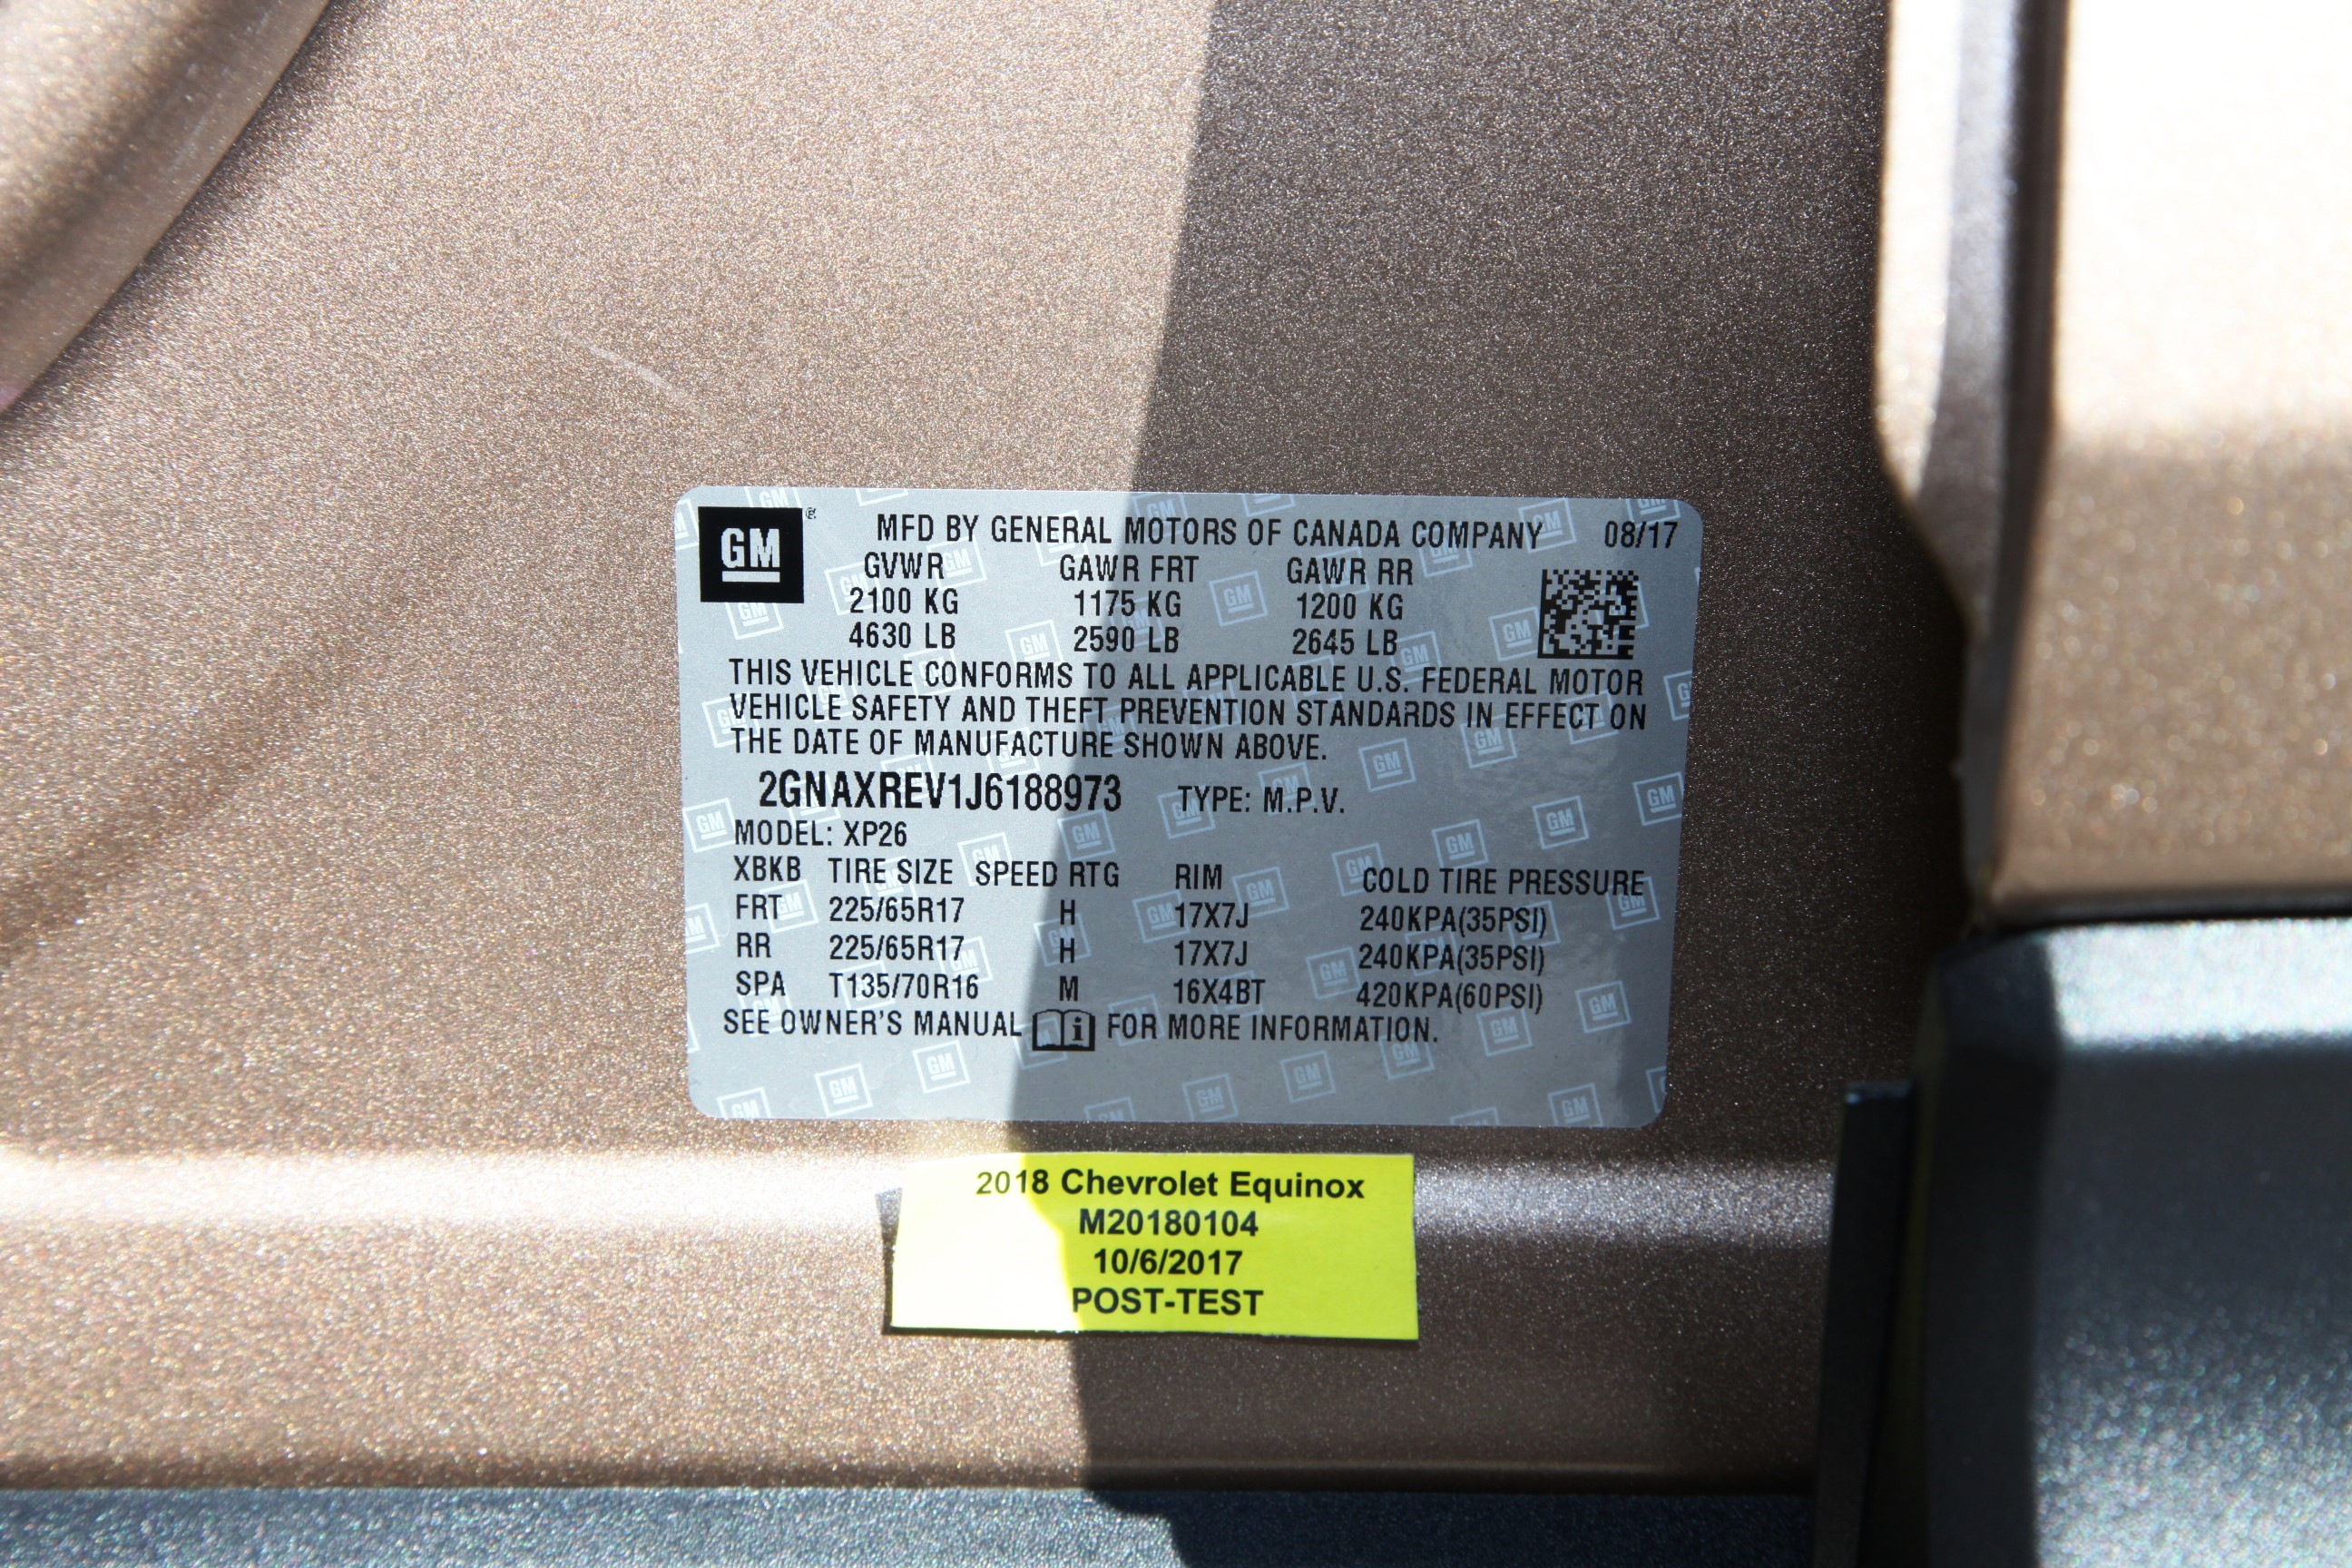 GM ® MFD BY GENERAL MOTORS OF CANADA COMPANY 08/17
GVWR GAWR FRT GAWR RR
2100 KG 1175 KG 1200 KG
4630 LB 2590 LB 2645 LB
THIS VEHICLE CONFORMS TO ALL APPLICABLE U.S. FEDERAL MOTOR
VEHICLE SAFETY AND THEFT PREVENTION STANDARDS IN EFFECT ON
THE DATE OF MANUFACTURE SHOWN ABOVE.
2GNAXREV1J6188973 TYPE: M.P.V.
MODEL: XP26
XBKB TIRE SIZE SPEED RTG RIM COLD TIRE PRESSURE
FRT 225/65R17 H 17X7J 240KPA(35PSI)
RR 225/65R17 H 17X7J 240KPA(35PSI)
SPA T135/70R16 M 16X4BT 420KPA(60PSI)
SEE OWNER'S MANUAL FOR MORE INFORMATION.
2018 Chevrolet Equinox
M20180104
10/6/2017
POST-TEST